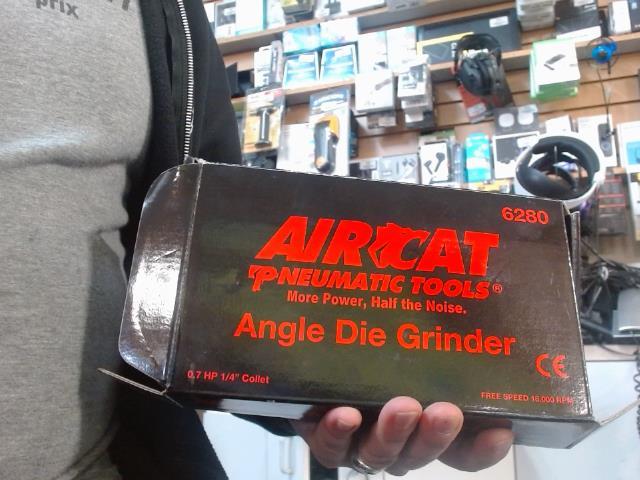 prix
6280
AIRCAT
PNEUMATIC TOOLS®
More Power, Half the Noise.
Angle Die Grinder
CE
0.7 HP 1/4" Collet
FREE SPEED 18,000 RPM